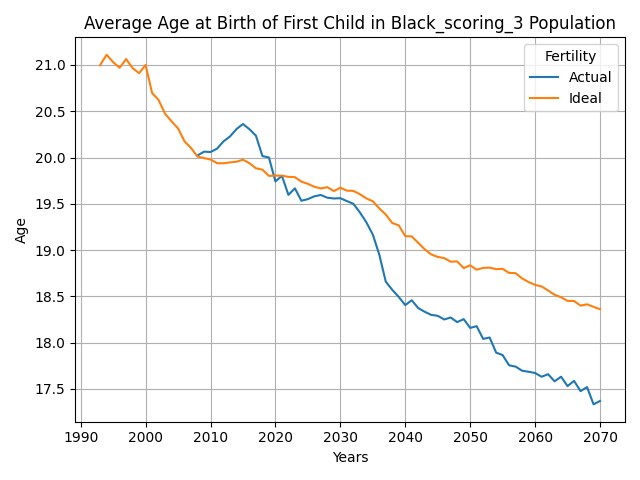 Average Age at Birth of First Child in Black_scoring_3 Population
Fertility
Actual
Ideal
Age
21.0
20.5
20.0
19.5
19.0
18.5
18.0
17.5
1990 2000 2010 2020 2030 2040 2050 2060 2070
Years